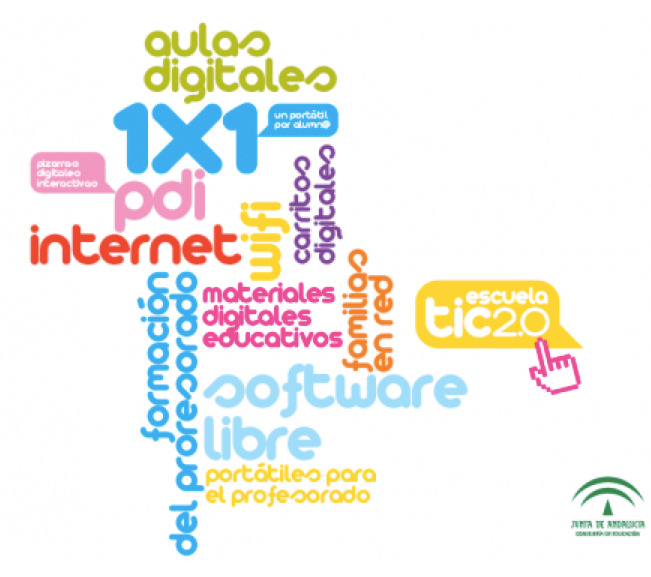 aulas
digitales
1X1
un portátil
por alumn@
pizarras
digitales
interactivas
pdi
internet
wifi
carritos
digitales
materiales
digitales
educativos
familias
en red
formación
del profesorado
escuela
tic2.0
software
libre
portátiles para
el profesorado
JUNTA DE ANDALUCIA
CONSEJERÍA DE EDUCACIÓN